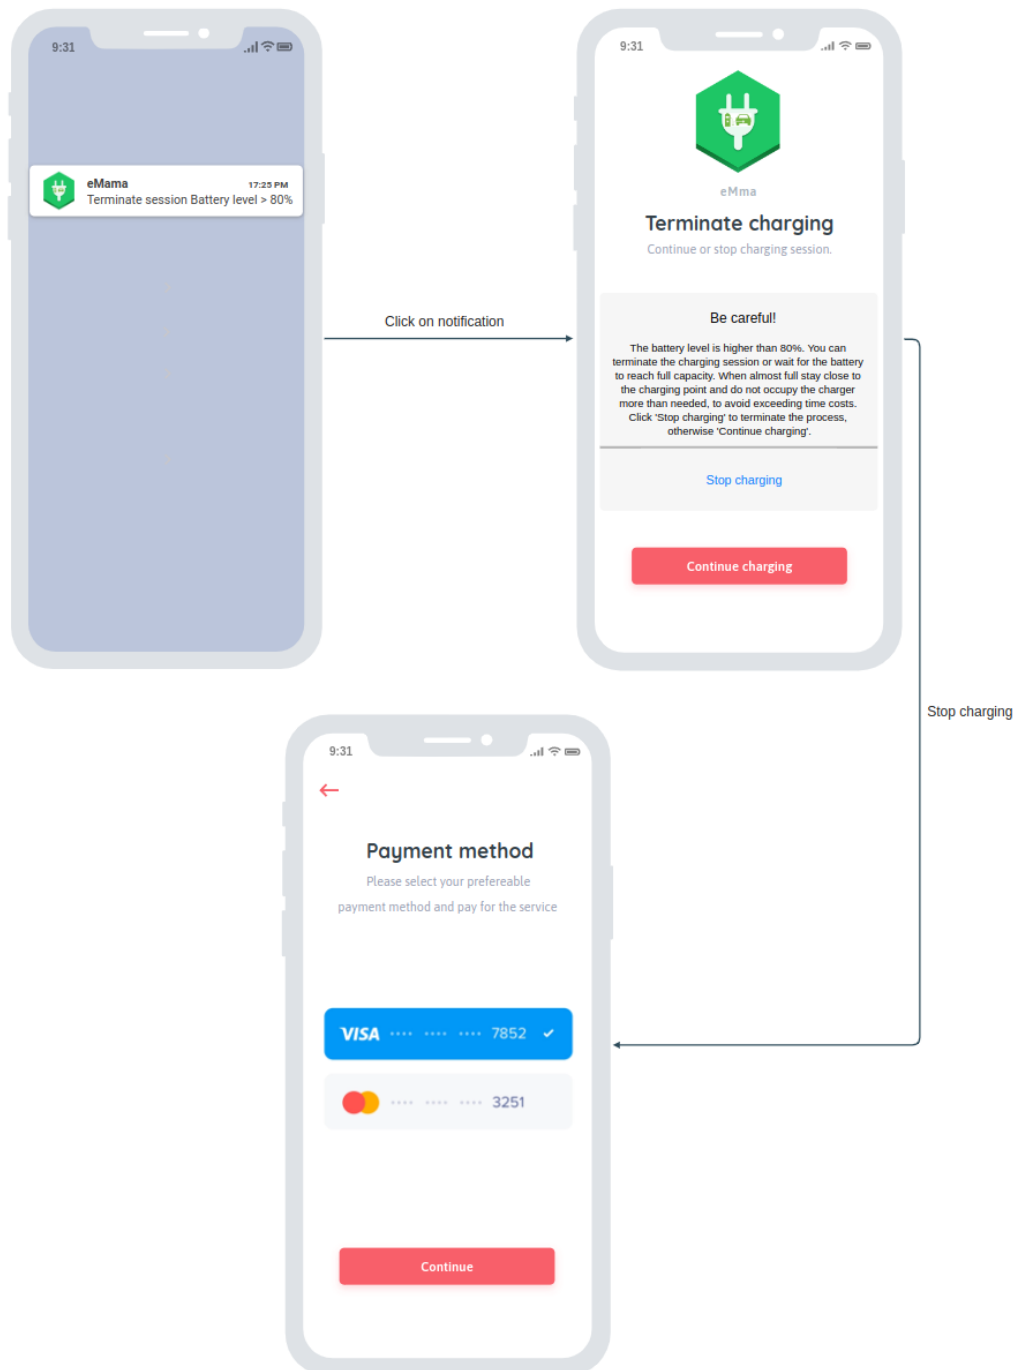 9:31
eMama
17:25 PM
Terminate session Battery level > 80%
Click on notification
9:31
eMma
Terminate charging
Continue or stop charging session.
Be careful!
The battery level is higher than 80%. You can
terminate the charging session or wait for the battery
to reach full capacity. When almost full stay close to
the charging point and do not occupy the charger
more than needed, to avoid exceeding time costs.
Click 'Stop charging' to terminate the process,
otherwise 'Continue charging'.
Stop charging
Continue charging
Stop charging
9:31
Payment method
Please select your prefereable
payment method and pay for the service
VISA •••• •••• •••• 7852
•••• •••• •••• 3251
Continue